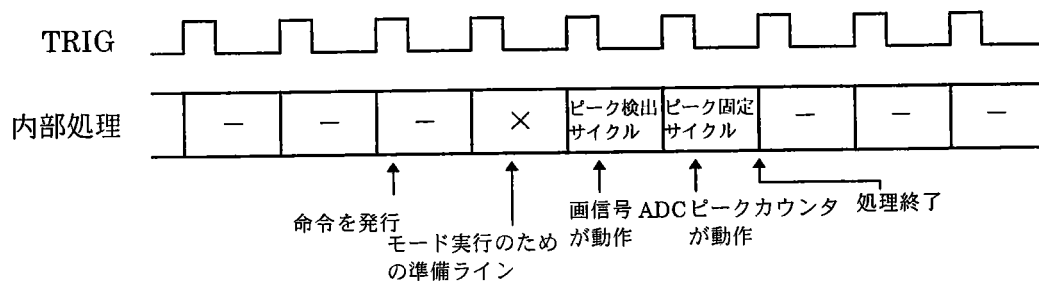 TRIG
内部処理
－ － － × ピーク検出 ピーク固定 － － －
サイクル サイクル
命令を発行
モード実行のため
の準備ライン
画信号
が動作
ADCピークカウンタ
が動作
処理終了